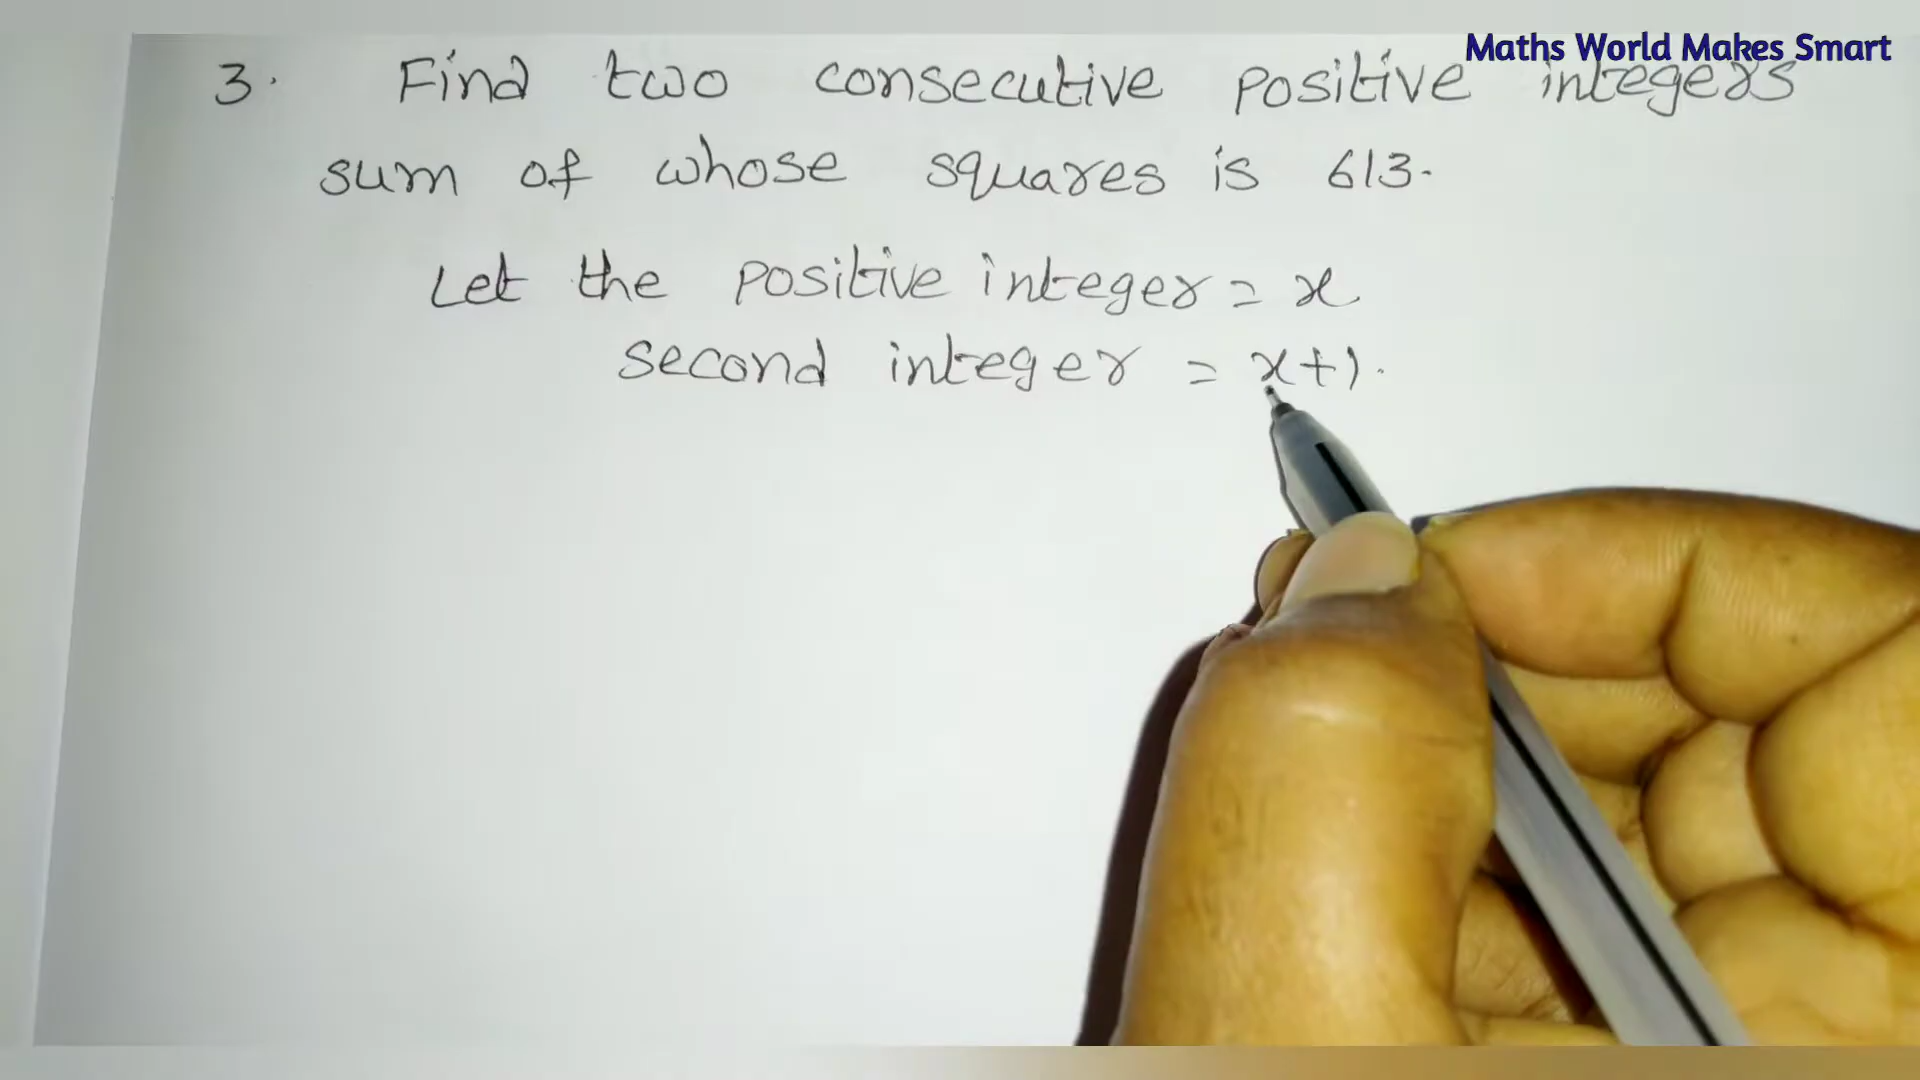 Maths World Makes Smart
3. Find two consecutive positive integers
sum of whose squares is 613.
Let the positive integer = x
second integer = x+1.